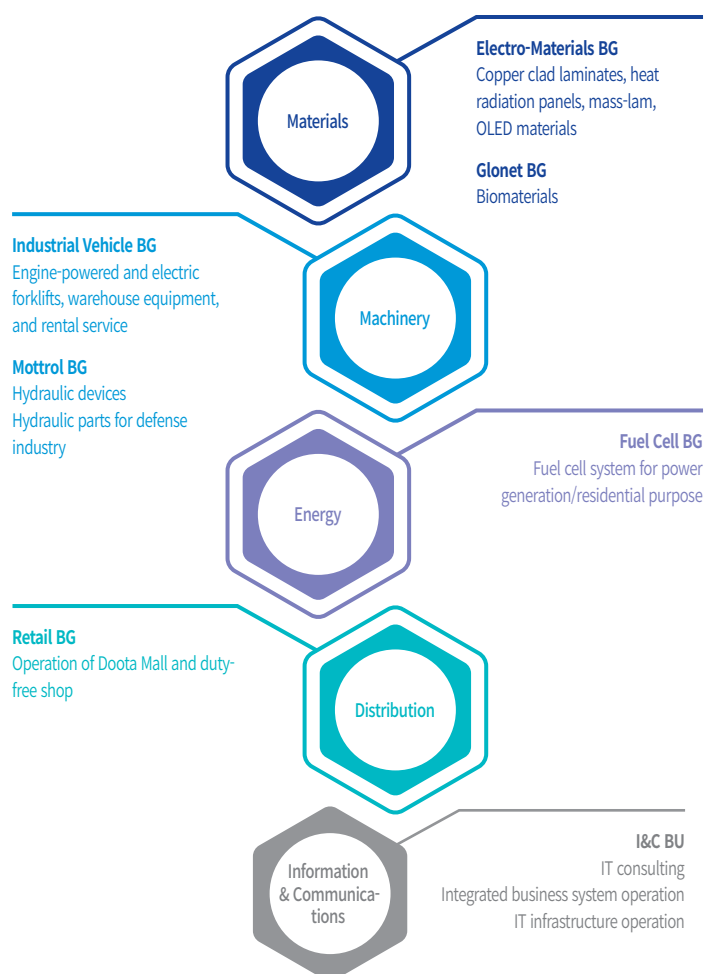 Materials
Electro-Materials BG
Copper clad laminates, heat
radiation panels, mass-lam,
OLED materials
Glonet BG
Biomaterials
Industrial Vehicle BG
Engine-powered and electric
forklifts, warehouse equipment,
and rental service
Mottrol BG
Hydraulic devices
Hydraulic parts for defense
industry
Machinery
Energy
Fuel Cell BG
Fuel cell system for power
generation/residential purpose
Retail BG
Operation of Doota Mall and duty-
free shop
Distribution
Information
& Communica-
tions
I&C BU
IT consulting
Integrated business system operation
IT infrastructure operation